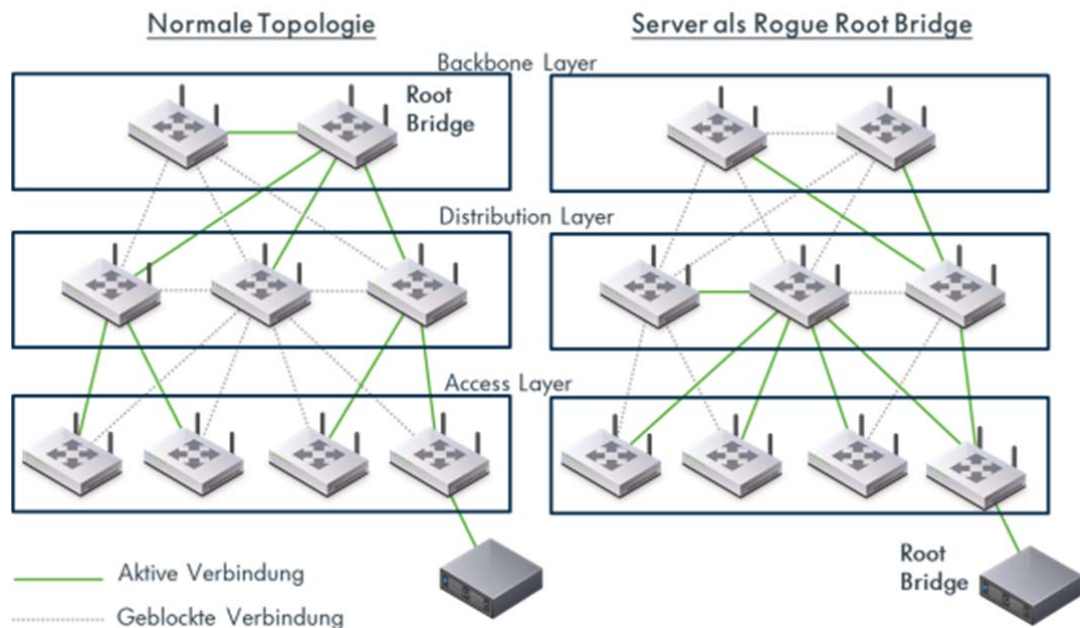 Normale Topologie
Server als Rogue Root Bridge
Backbone Layer
Root
Bridge
Distribution Layer
Access Layer
Root
Bridge
Aktive Verbindung
Geblockte Verbindung